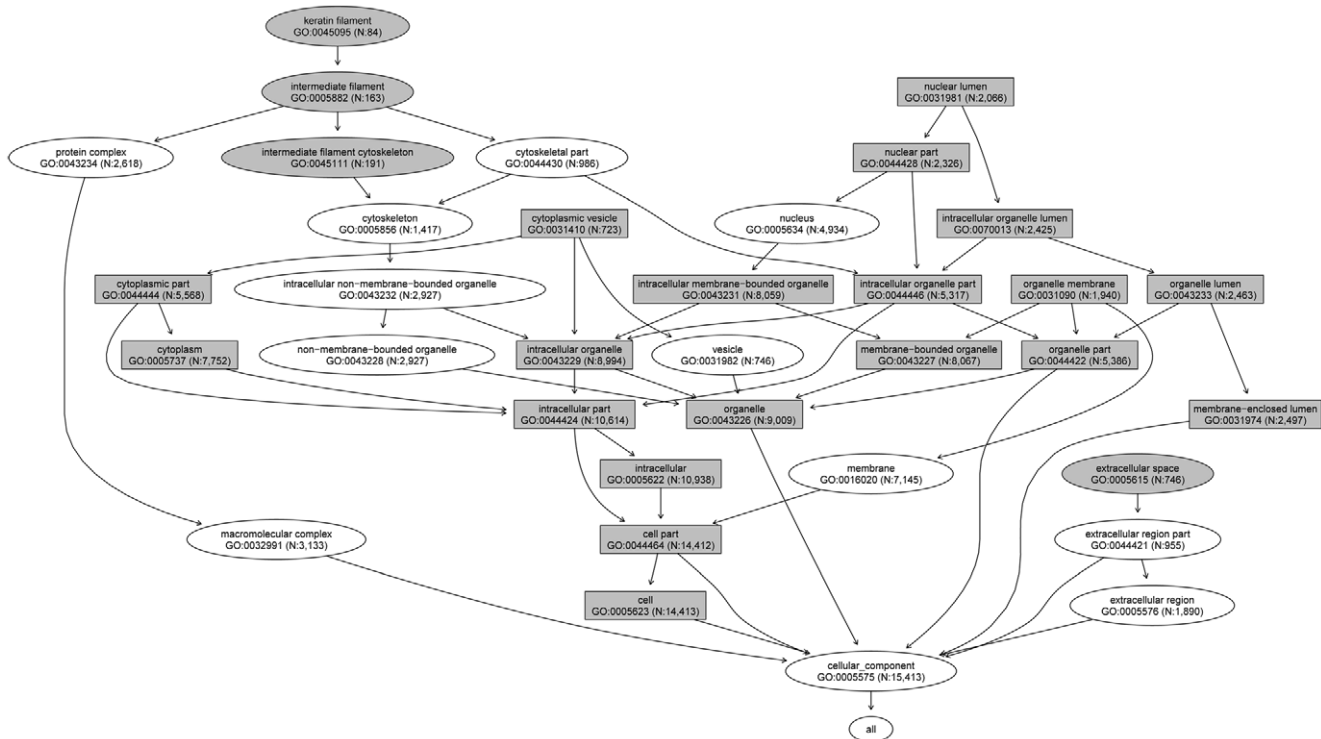 keratin filament
GO:0045095 (N:84)
intermediate filament
GO:0005882 (N:163)
nuclear lumen
GO:0031981 (N:2,066)
protein complex
GO:0043234 (N:2,618)
intermediate filament cytoskeleton
GO:0045111 (N:191)
cytoskeletal part
GO:0044430 (N:986)
nuclear part
GO:0044428 (N:2,326)
cytoskeleton
GO:0005856 (N:1,417)
cytoplasmic vesicle
GO:0031410 (N:723)
nucleus
GO:0005634 (N:4,934)
intracellular organelle lumen
GO:0070013 (N:2,425)
cytoplasmic part
GO:0044444 (N:5,568)
intracellular non-membrane-bounded organelle
GO:0043232 (N:2,927)
intracellular membrane-bounded organelle
GO:0043231 (N:8,059)
intracellular organelle part
GO:0044446 (N:5,317)
organelle membrane
GO:0031090 (N:1,940)
organelle lumen
GO:0043233 (N:2,463)
cytoplasm
GO:0005737 (N:7,752)
non-membrane-bounded organelle
GO:0043228 (N:2,927)
intracellular organelle
GO:0043229 (N:8,994)
vesicle
GO:0031982 (N:746)
membrane-bounded organelle
GO:0043227 (N:8,067)
organelle part
GO:0044422 (N:5,386)
intracellular part
GO:0044424 (N:10,614)
organelle
GO:0043226 (N:9,009)
membrane-enclosed lumen
GO:0031974 (N:2,497)
intracellular
GO:0005622 (N:10,938)
membrane
GO:0016020 (N:7,145)
extracellular space
GO:0005615 (N:746)
macromolecular complex
GO:0032991 (N:3,133)
cell part
GO:0044464 (N:14,412)
extracellular region part
GO:0044421 (N:955)
cell
GO:0005623 (N:14,413)
extracellular region
GO:0005576 (N:1,890)
cellular_component
GO:0005575 (N:15,413)
all